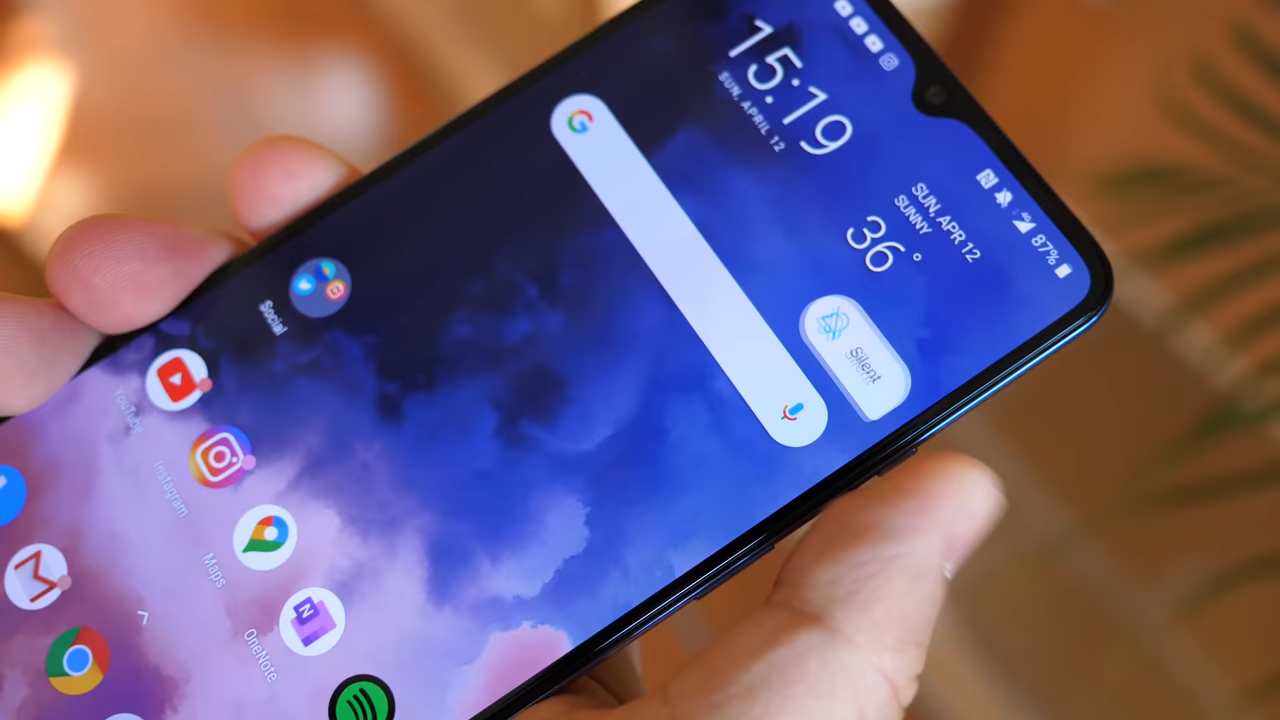 15:19
SUN, APRIL 12
87%
SUN, APR 12
SUNNY
36°
Silent
Social
YouTube
Instagram
Maps
OneNote
N